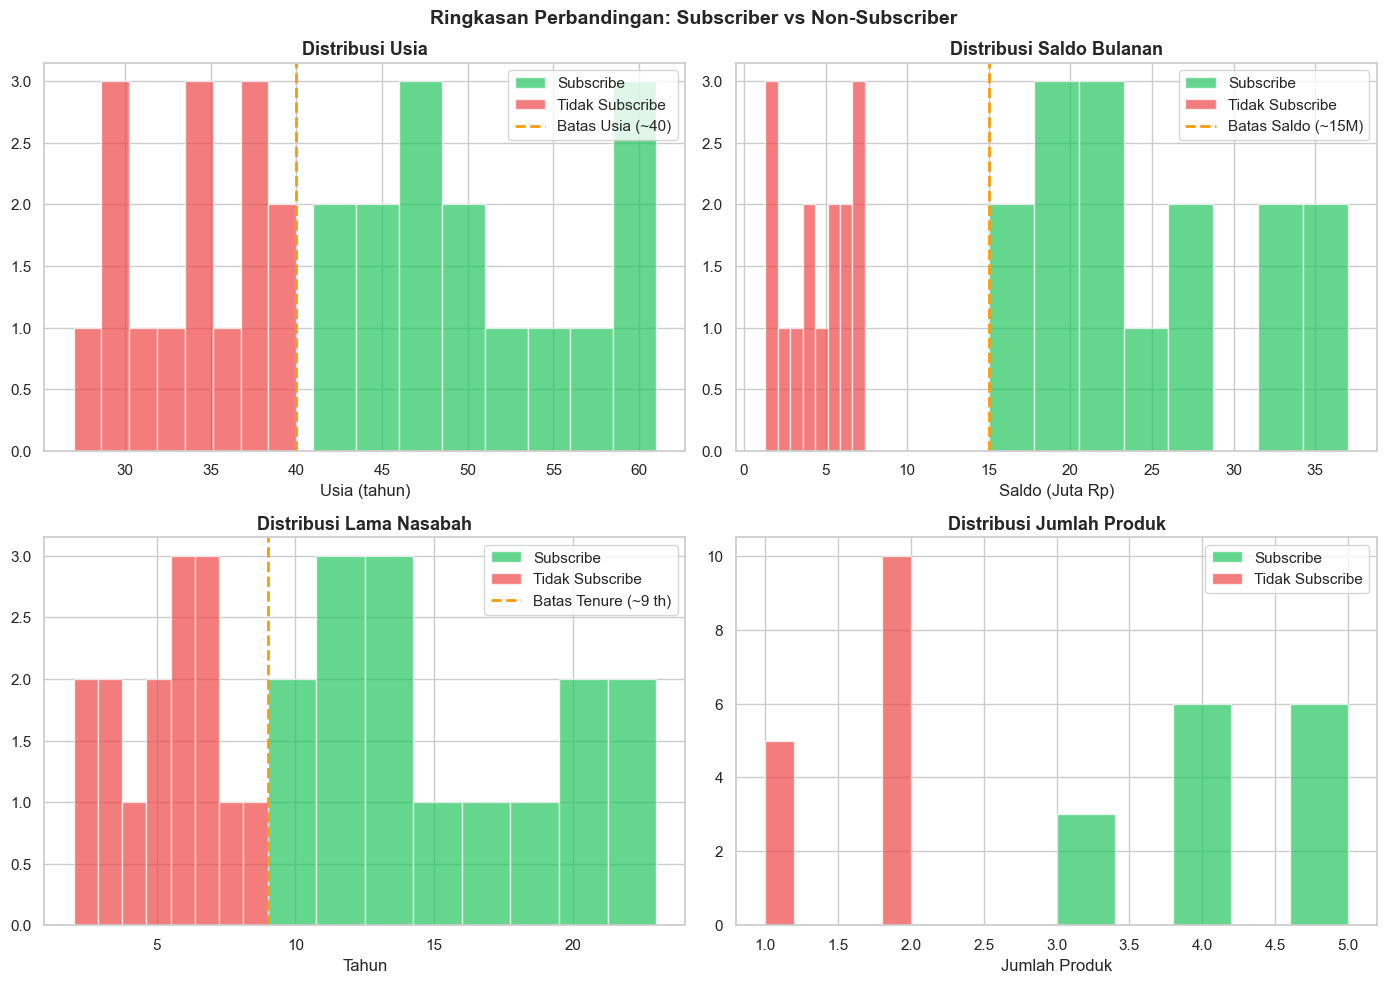 Ringkasan Perbandingan: Subscriber vs Non-Subscriber
Distribusi Usia
Subscribe
Tidak Subscribe
Batas Usia (~40)
3.0
2.5
2.0
1.5
1.0
0.5
0.0
30 35 40 45 50 55 60
Usia (tahun)
Distribusi Saldo Bulanan
Subscribe
Tidak Subscribe
Batas Saldo (~15M)
3.0
2.5
2.0
1.5
1.0
0.5
0.0
0 5 10 15 20 25 30 35
Saldo (Juta Rp)
Distribusi Lama Nasabah
Subscribe
Tidak Subscribe
Batas Tenure (~9 th)
3.0
2.5
2.0
1.5
1.0
0.5
0.0
5 10 15 20
Tahun
Distribusi Jumlah Produk
Subscribe
Tidak Subscribe
10
8
6
4
2
0
1.0 1.5 2.0 2.5 3.0 3.5 4.0 4.5 5.0
Jumlah Produk